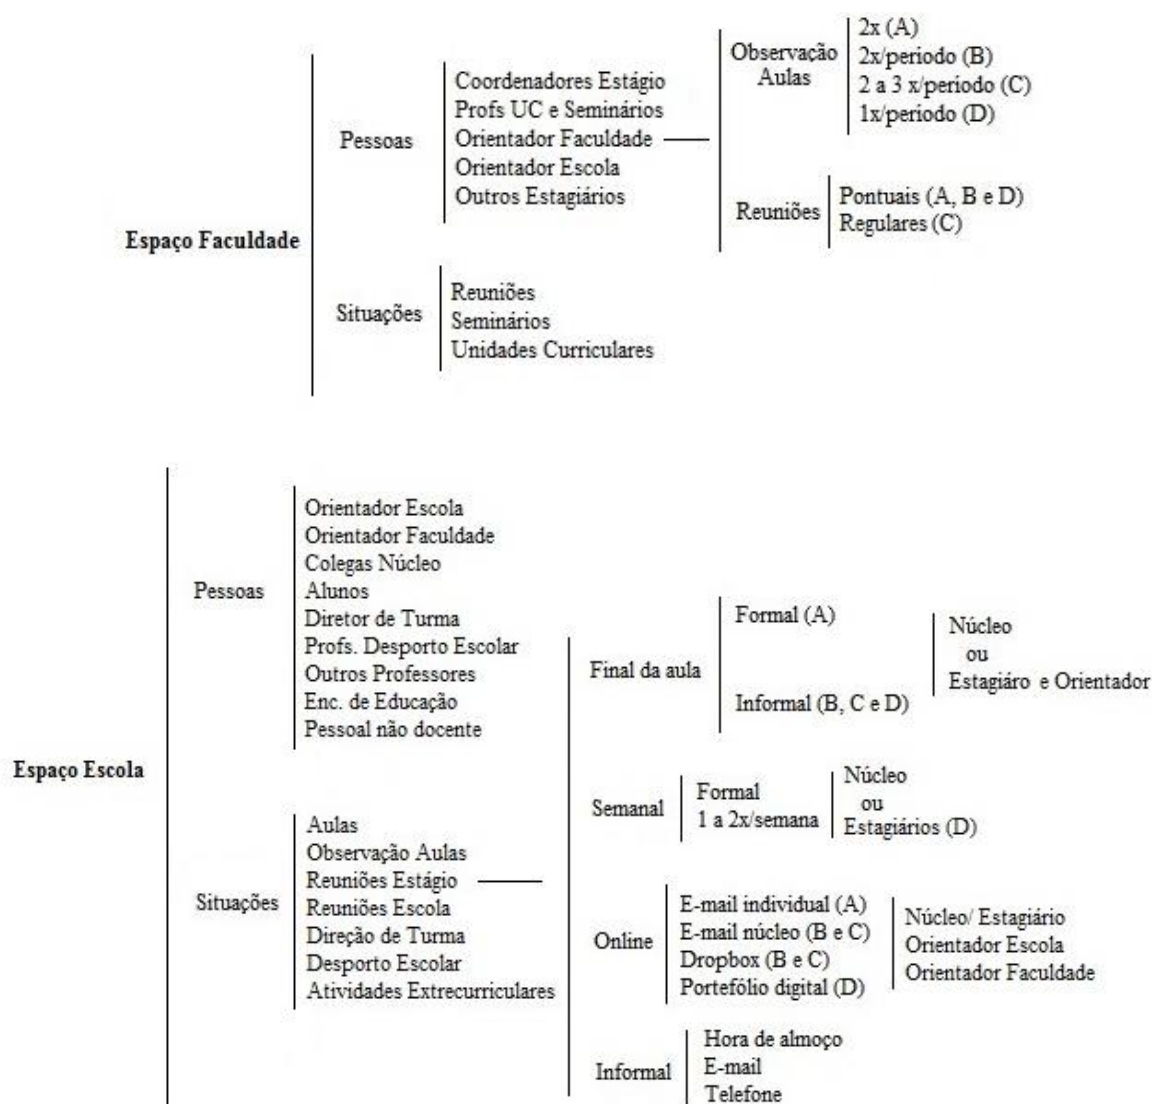 Espaço Faculdade
Pessoas
Coordenadores Estágio
Profs UC e Seminários
Orientador Faculdade
Orientador Escola
Outros Estagiários
Observação
Aulas
2x (A)
2x/período (B)
2 a 3 x/período (C)
1x/período (D)
Reuniões
Pontuais (A, B e D)
Regulares (C)
Situações
Reuniões
Seminários
Unidades Curriculares
Espaço Escola
Pessoas
Orientador Escola
Orientador Faculdade
Colegas Núcleo
Alunos
Diretor de Turma
Profs. Desporto Escolar
Outros Professores
Enc. de Educação
Pessoal não docente
Situações
Aulas
Observação Aulas
Reuniões Estágio
Reuniões Escola
Direção de Turma
Desporto Escolar
Atividades Extrecurriculares
Final da aula
Formal (A)
Informal (B, C e D)
Núcleo
ou
Estagiáro e Orientador
Semanal
Formal
1 a 2x/semana
Núcleo
ou
Estagiários (D)
Online
E-mail individual (A)
E-mail núcleo (B e C)
Dropbox (B e C)
Portefólio digital (D)
Núcleo/ Estagiário
Orientador Escola
Orientador Faculdade
Informal
Hora de almoço
E-mail
Telefone